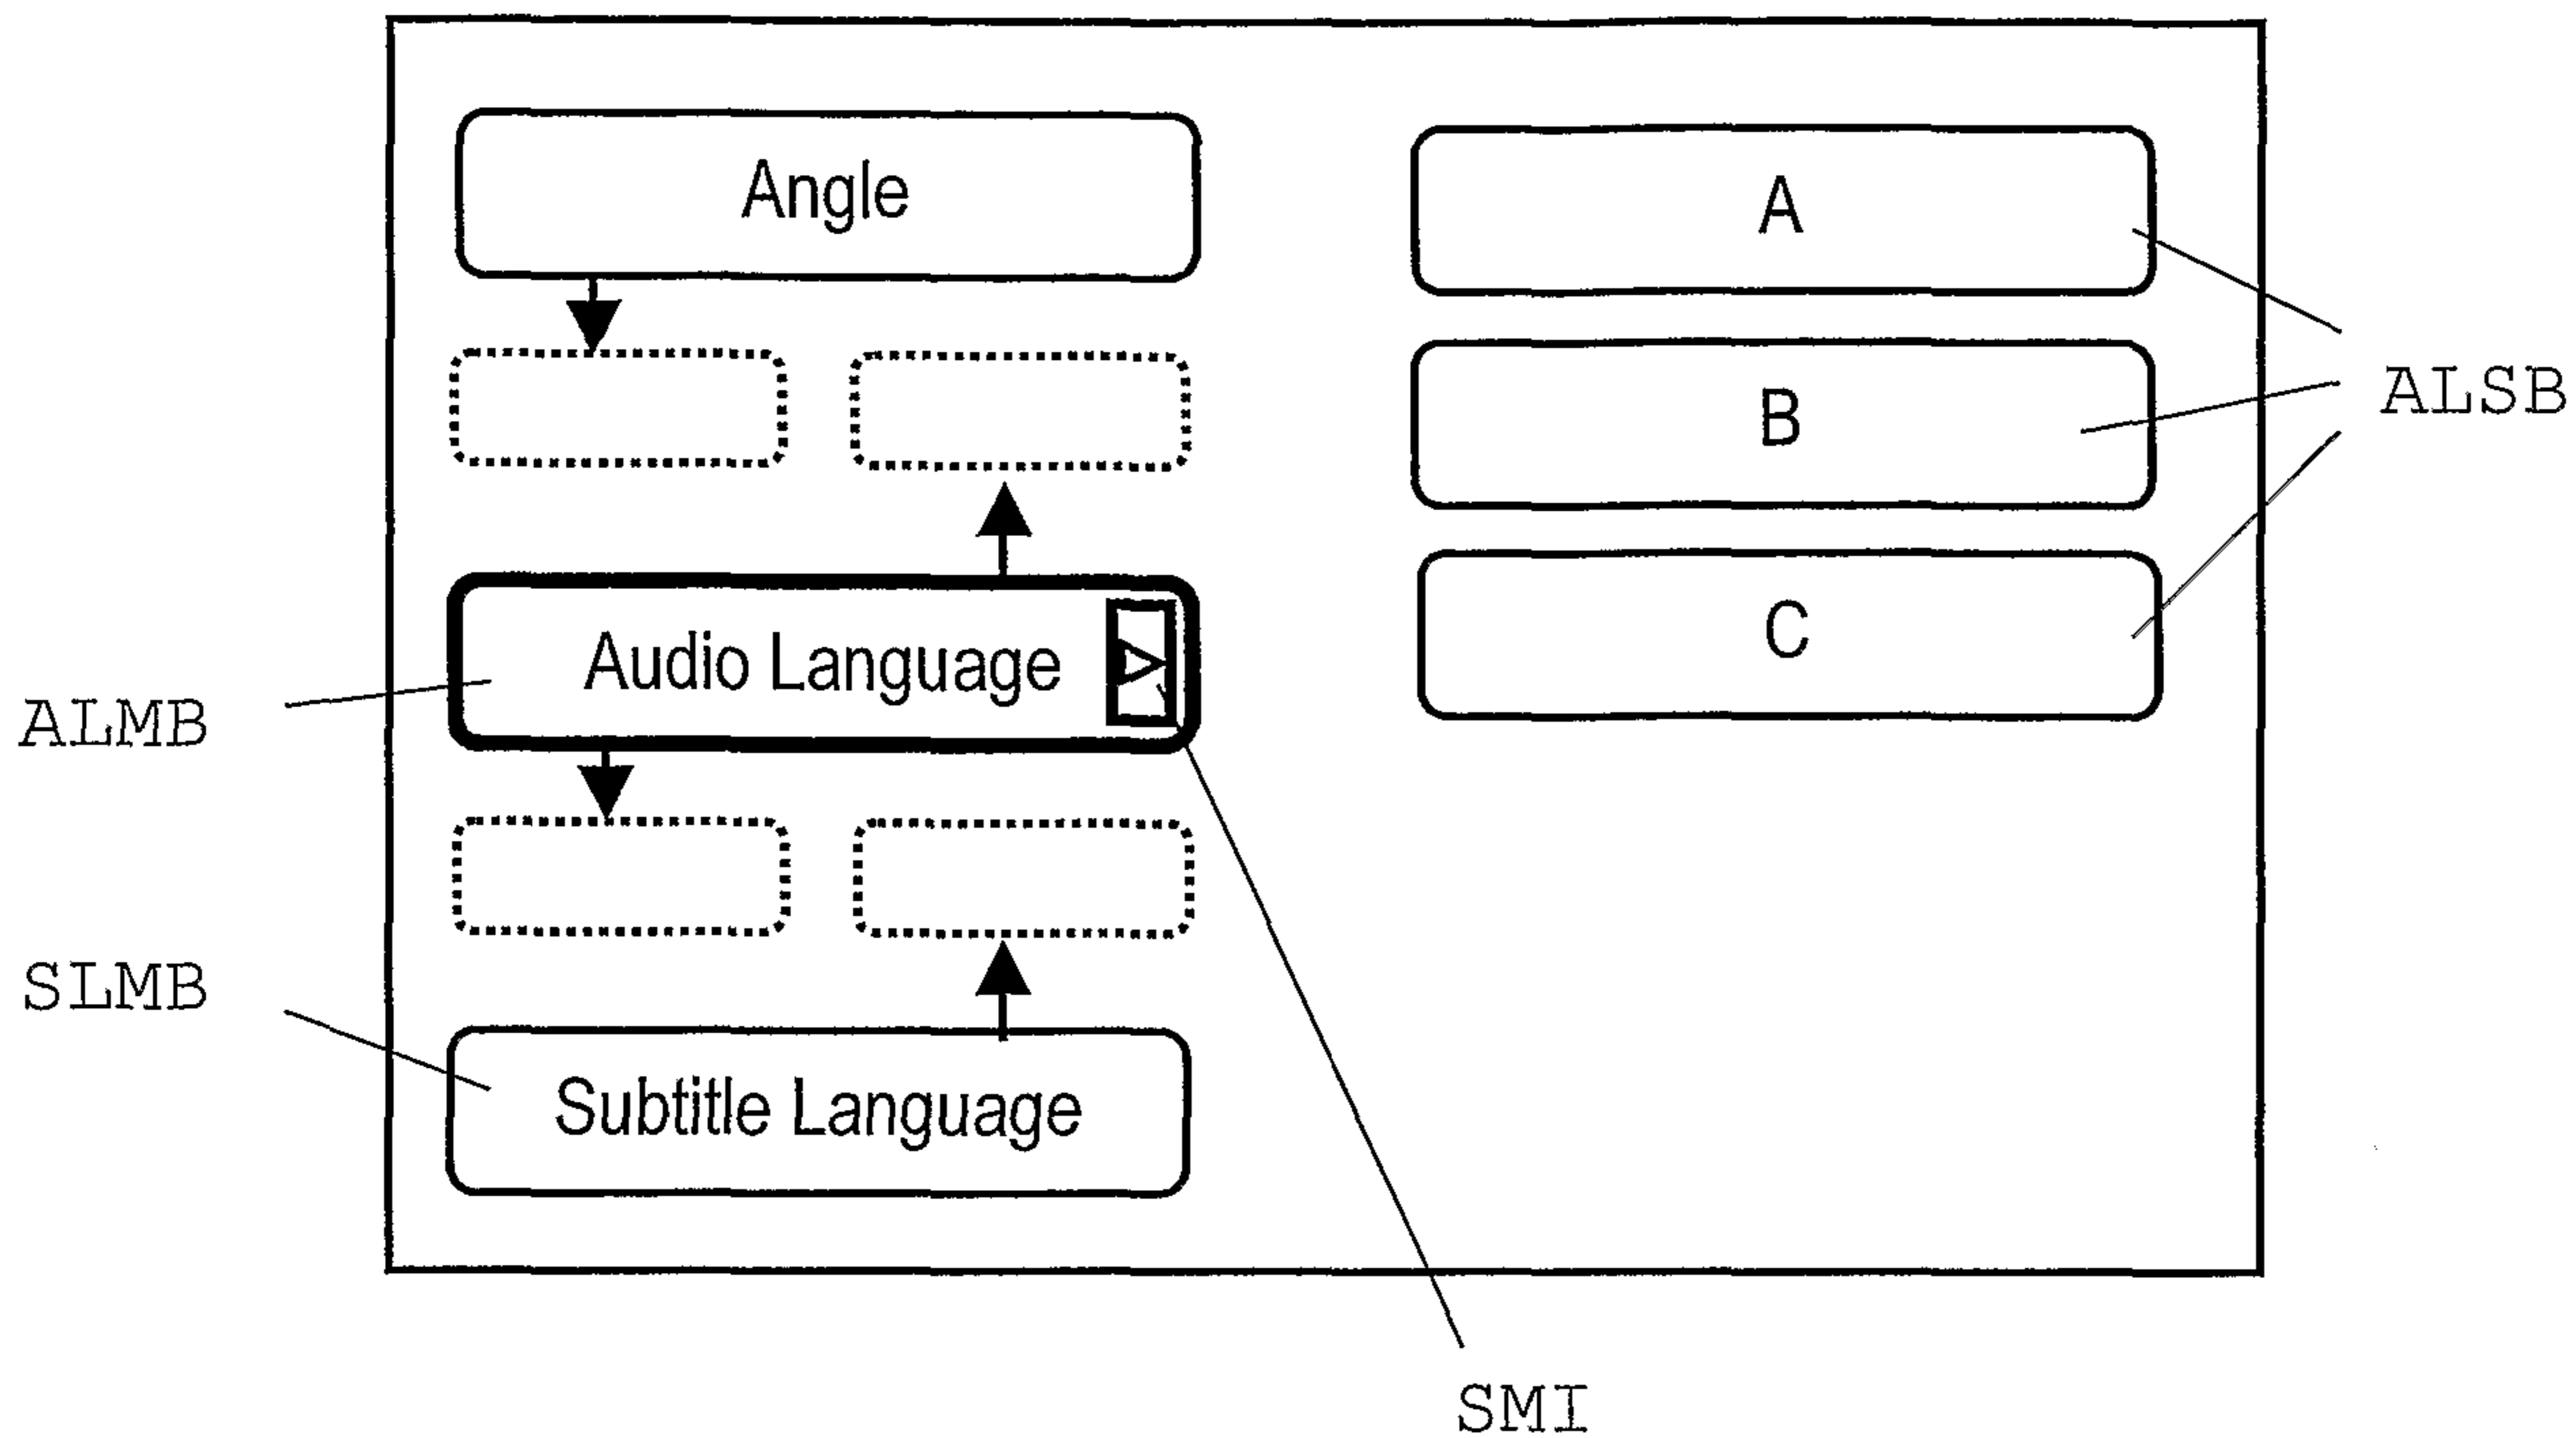 Angle
A
B
ALSB
Audio Language
C
ALMB
SLMB
Subtitle Language
SMI